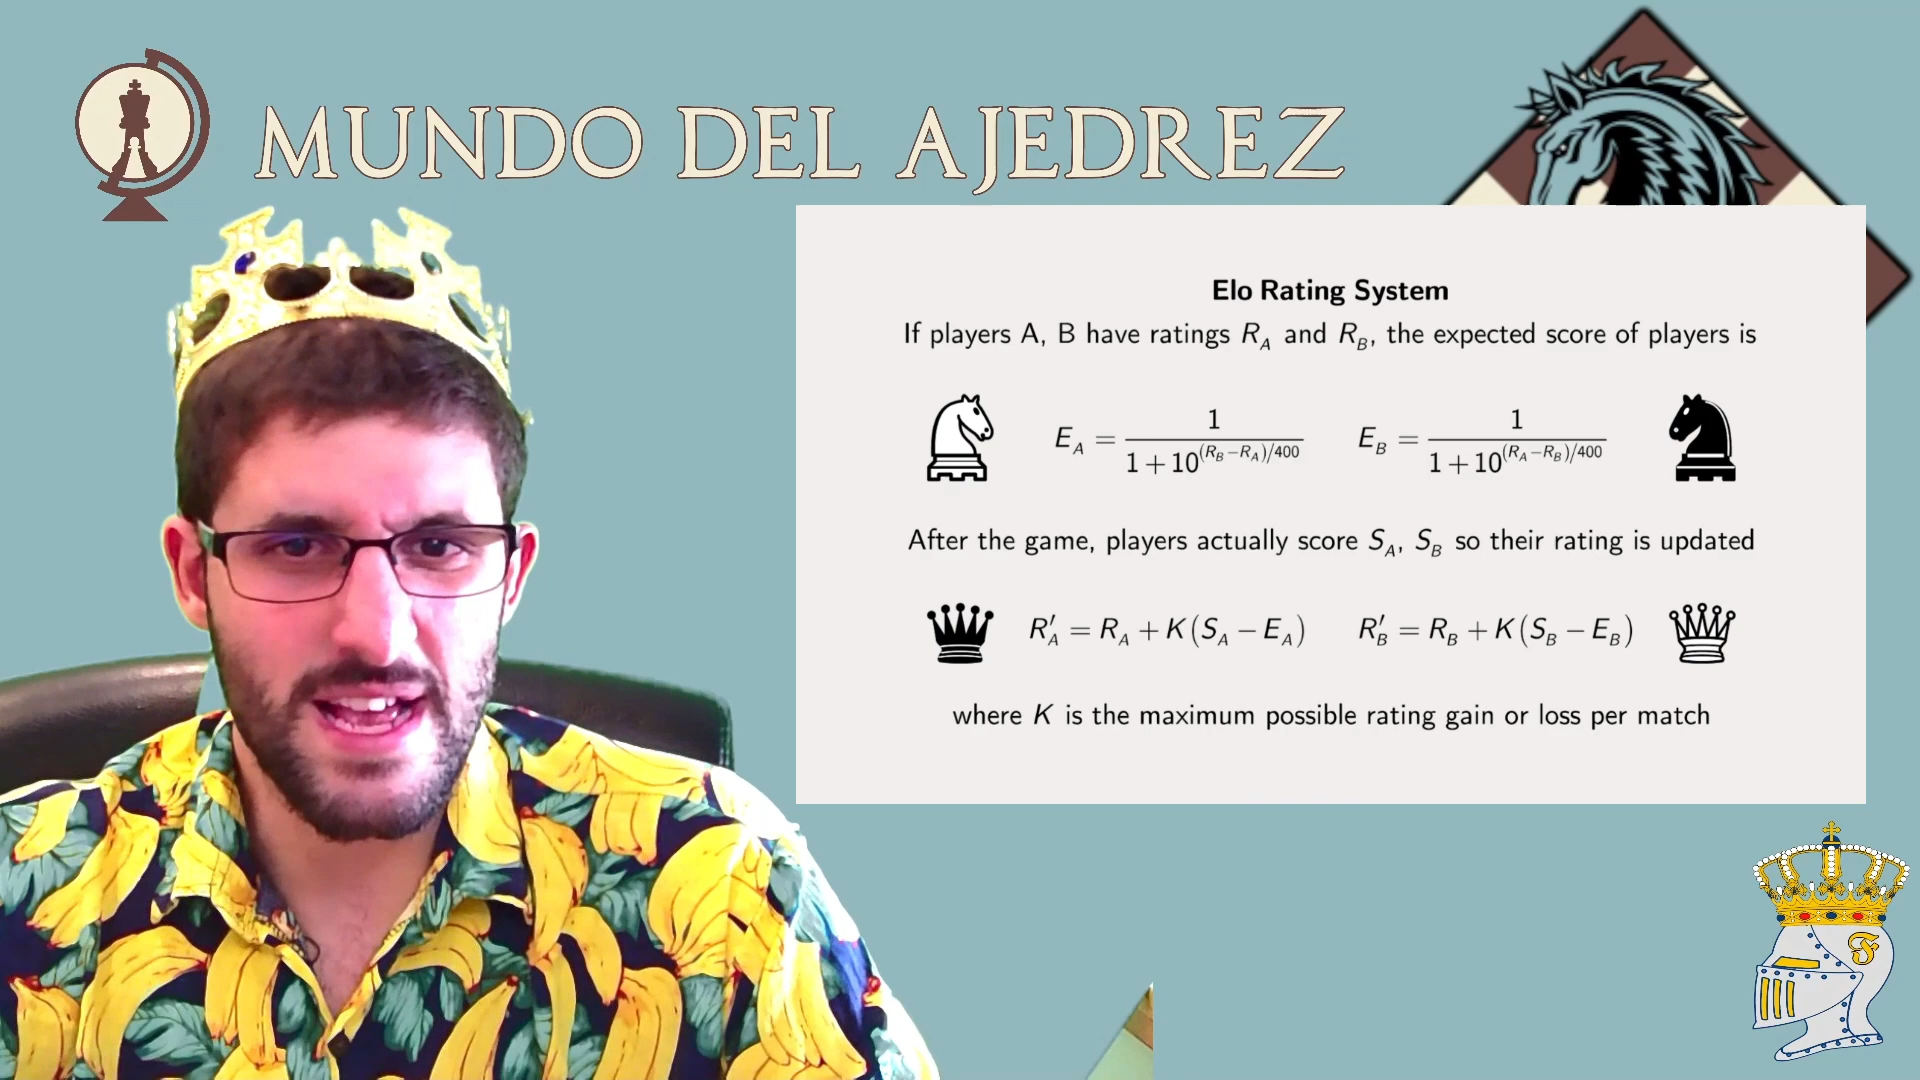 MUNDO DEL AJEDREZ
Elo Rating System
If players A, B have ratings R_A and R_B, the expected score of players is
E_A = 1 / (1 + 10^((R_B − R_A)/400)) E_B = 1 / (1 + 10^((R_A − R_B)/400))
After the game, players actually score S_A, S_B so their rating is updated
R′_A = R_A + K(S_A − E_A) R′_B = R_B + K(S_B − E_B)
where K is the maximum possible rating gain or loss per match
F